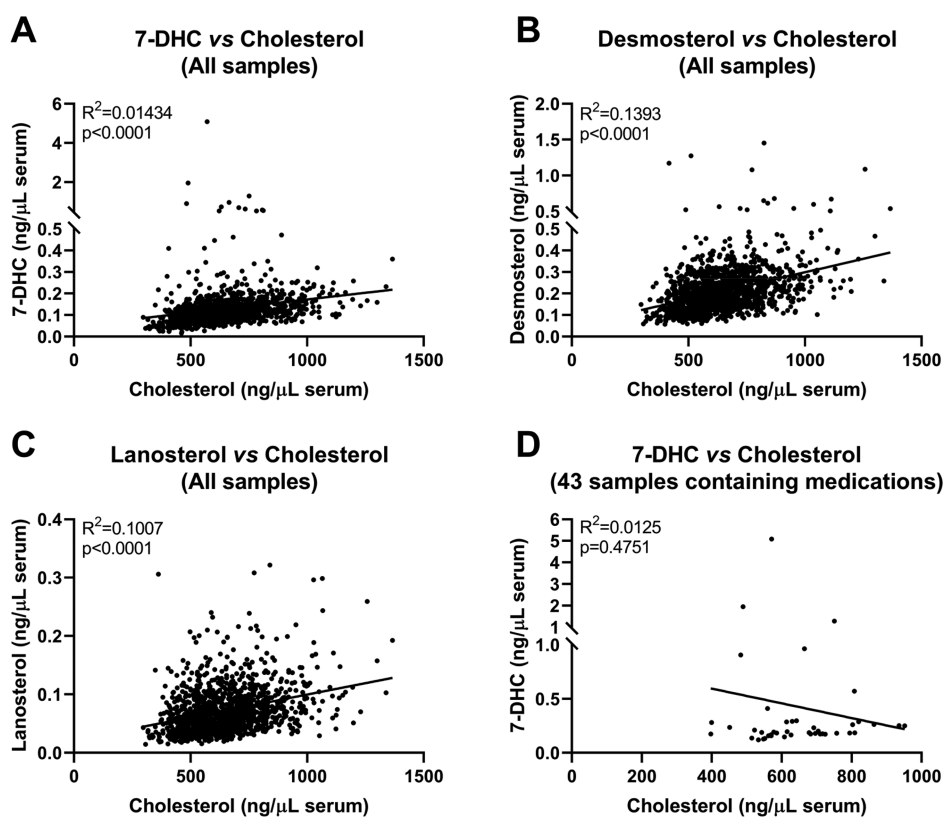 A
7-DHC vs Cholesterol
(All samples)
R²=0.01434
p<0.0001
7-DHC (ng/μL serum)
6
4
2
0.5
0.4
0.3
0.2
0.1
0.0
0
500
1000
1500
Cholesterol (ng/μL serum)
B
Desmosterol vs Cholesterol
(All samples)
R²=0.1393
p<0.0001
Desmosterol (ng/μL serum)
2.0
1.5
1.0
0.5
0.5
0.4
0.3
0.2
0.1
0.0
0
500
1000
1500
Cholesterol (ng/μL serum)
C
Lanosterol vs Cholesterol
(All samples)
R²=0.1007
p<0.0001
Lanosterol (ng/μL serum)
0.4
0.3
0.2
0.1
0.0
0
500
1000
1500
Cholesterol (ng/μL serum)
D
7-DHC vs Cholesterol
(43 samples containing medications)
R²=0.0125
p=0.4751
7-DHC (ng/μL serum)
6
5
4
3
2
1
1.0
0.5
0.0
0
200
400
600
800
1000
Cholesterol (ng/μL serum)